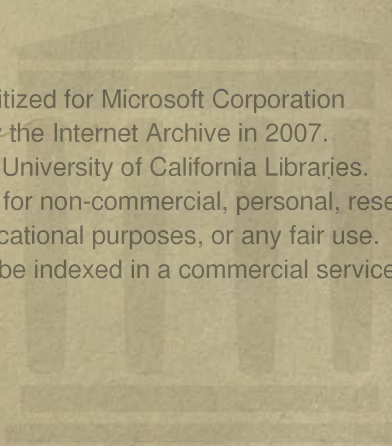 itized for Microsoft Corporation
the Internet Archive in 2007.
University of California Libraries.
for non-commercial, personal, rese
cational purposes, or any fair use.
be indexed in a commercial service